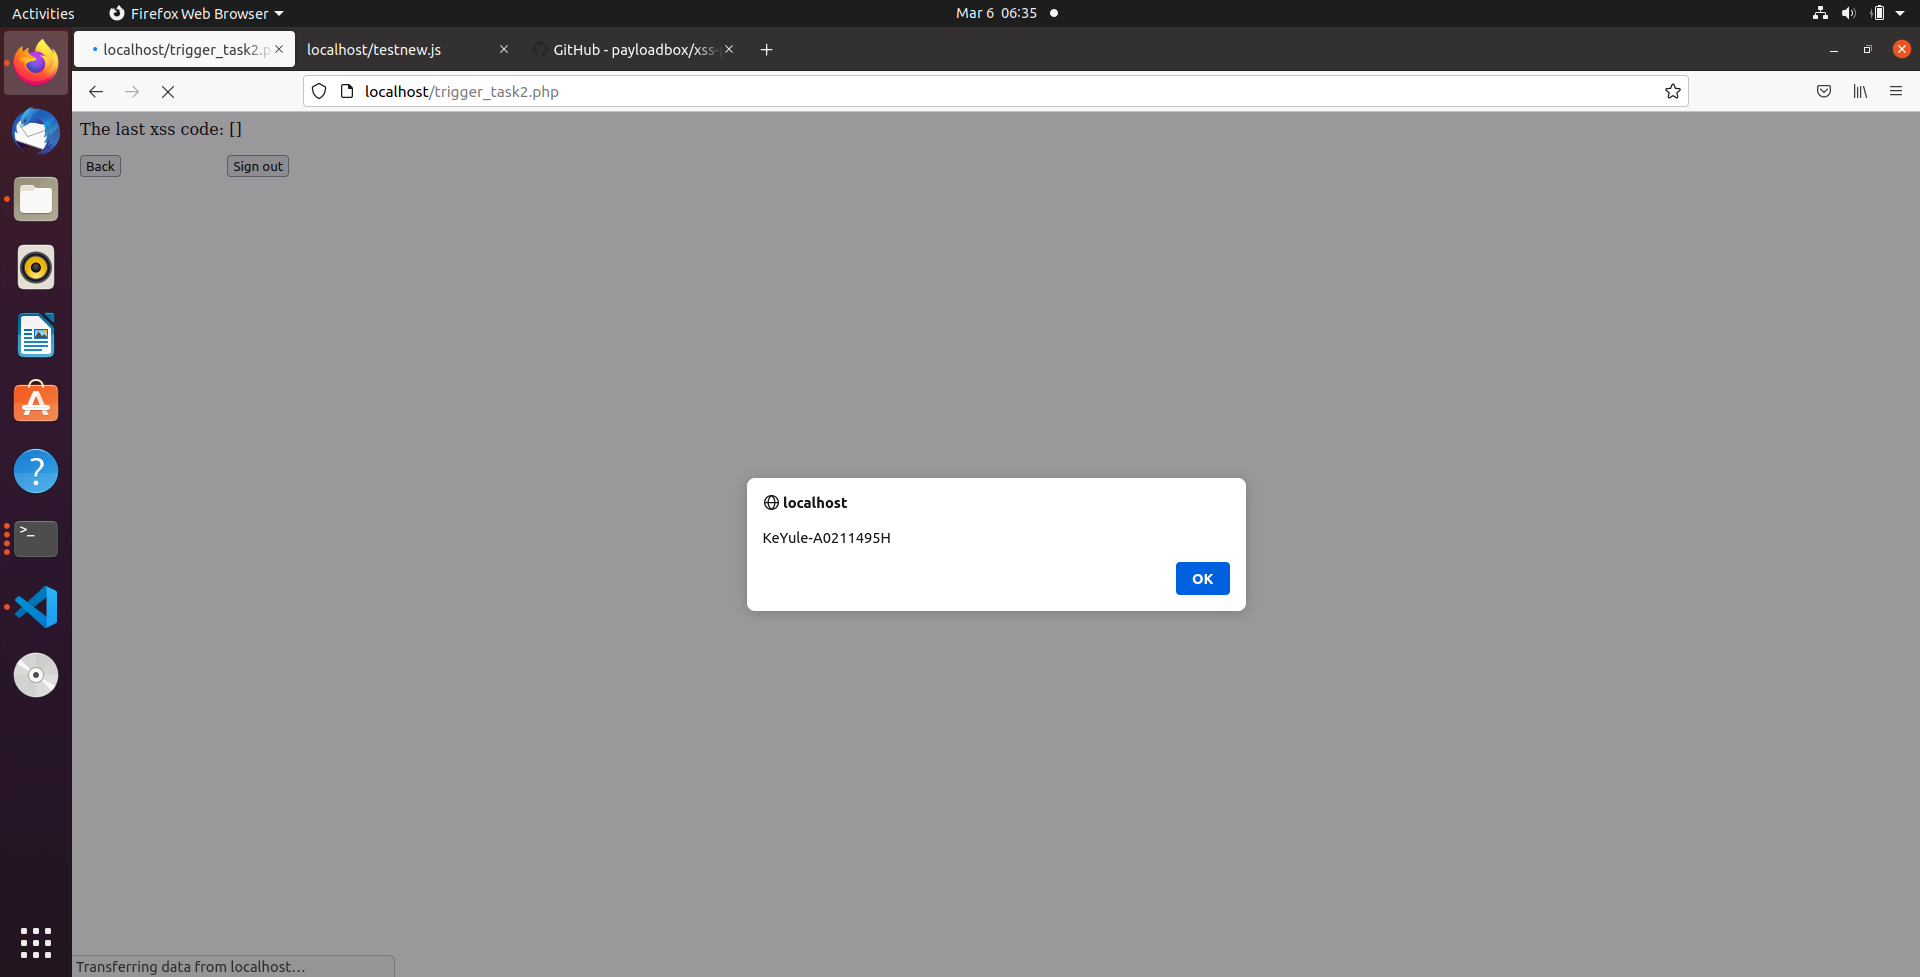 Activities
Firefox Web Browser
Mar 6 06:35
localhost/trigger_task2.p
localhost/testnew.js
GitHub - payloadbox/xss-
localhost/trigger_task2.php
The last xss code: []
Back
Sign out
localhost
KeYule-A0211495H
OK
Transferring data from localhost…